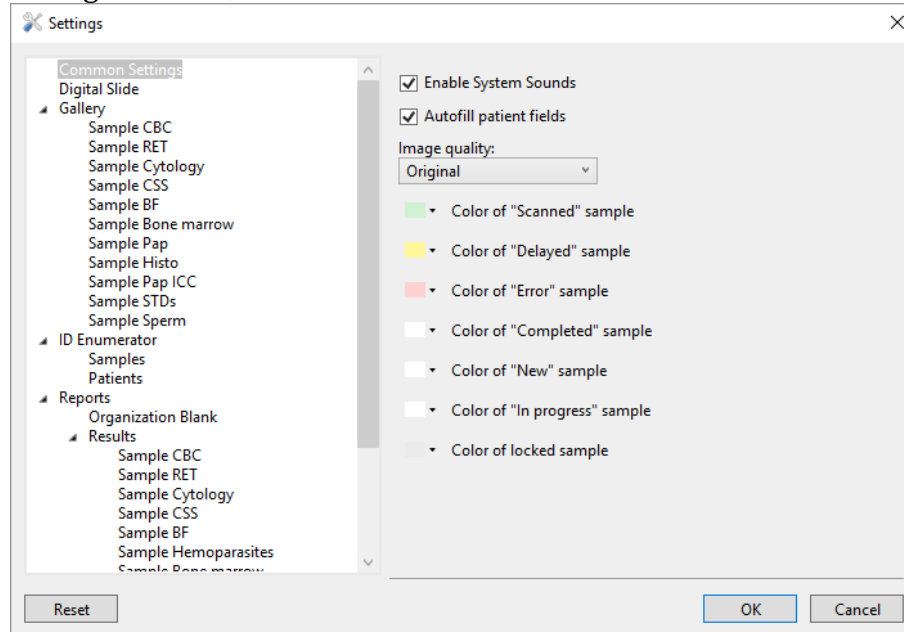 Settings
Common Settings
Digital Slide
Gallery
Sample CBC
Sample RET
Sample Cytology
Sample CSS
Sample BF
Sample Bone marrow
Sample Pap
Sample Histo
Sample Pap ICC
Sample STDs
Sample Sperm
ID Enumerator
Samples
Patients
Reports
Organization Blank
Results
Sample CBC
Sample RET
Sample Cytology
Sample CSS
Sample BF
Sample Hemoparasites
Sample Bone marrow
Enable System Sounds
Autofill patient fields
Image quality:
Original
Color of "Scanned" sample
Color of "Delayed" sample
Color of "Error" sample
Color of "Completed" sample
Color of "New" sample
Color of "In progress" sample
Color of locked sample
Reset
OK
Cancel